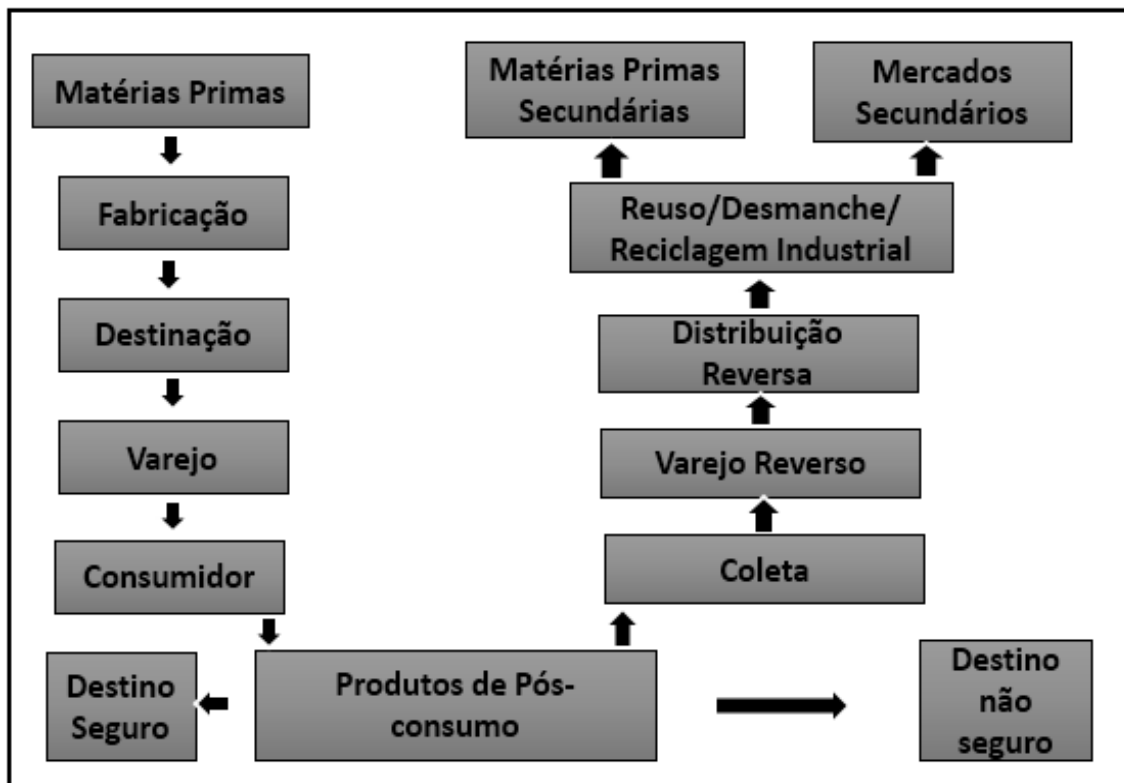 Matérias Primas
Fabricação
Destinação
Varejo
Consumidor
Destino
Seguro
Produtos de Pós-
consumo
Destino
não
seguro
Coleta
Varejo Reverso
Distribuição
Reversa
Reuso/Desmanche/
Reciclagem Industrial
Matérias Primas
Secundárias
Mercados
Secundários